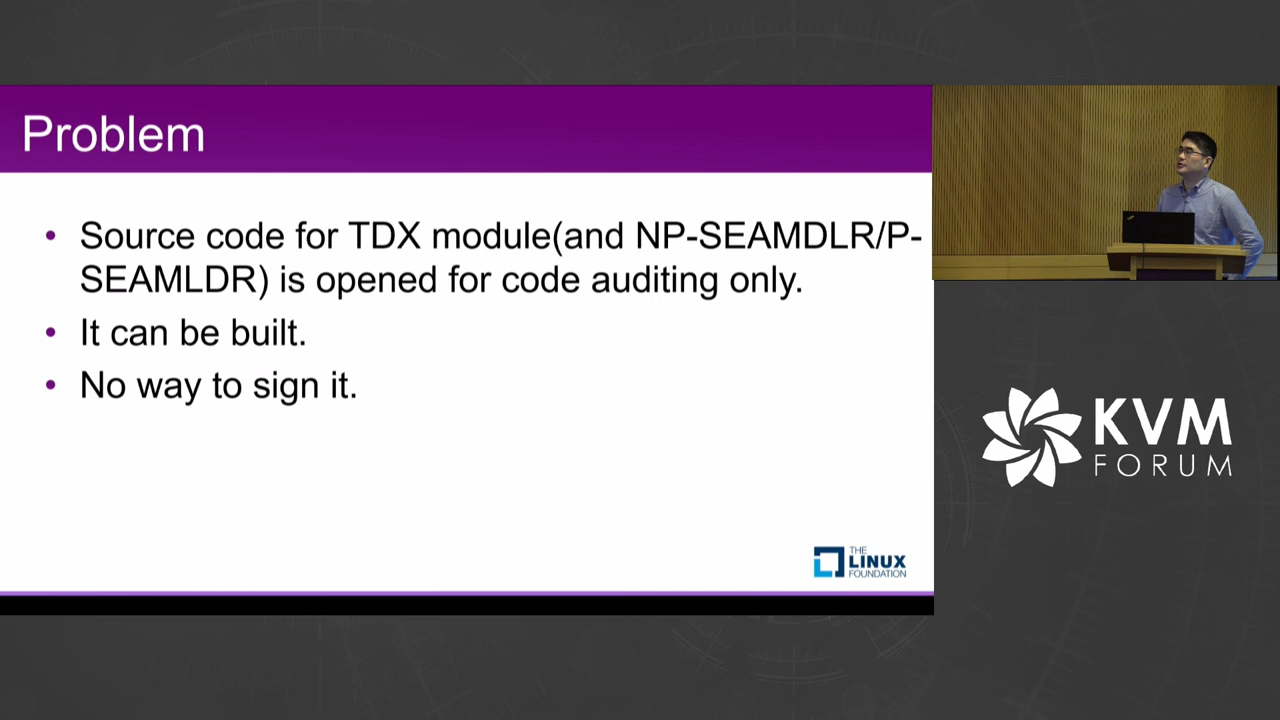 Problem
• Source code for TDX module(and NP-SEAMDLR/P-
SEAMLDR) is opened for code auditing only.
• It can be built.
• No way to sign it.
THE
LINUX
FOUNDATION
KVM
FORUM